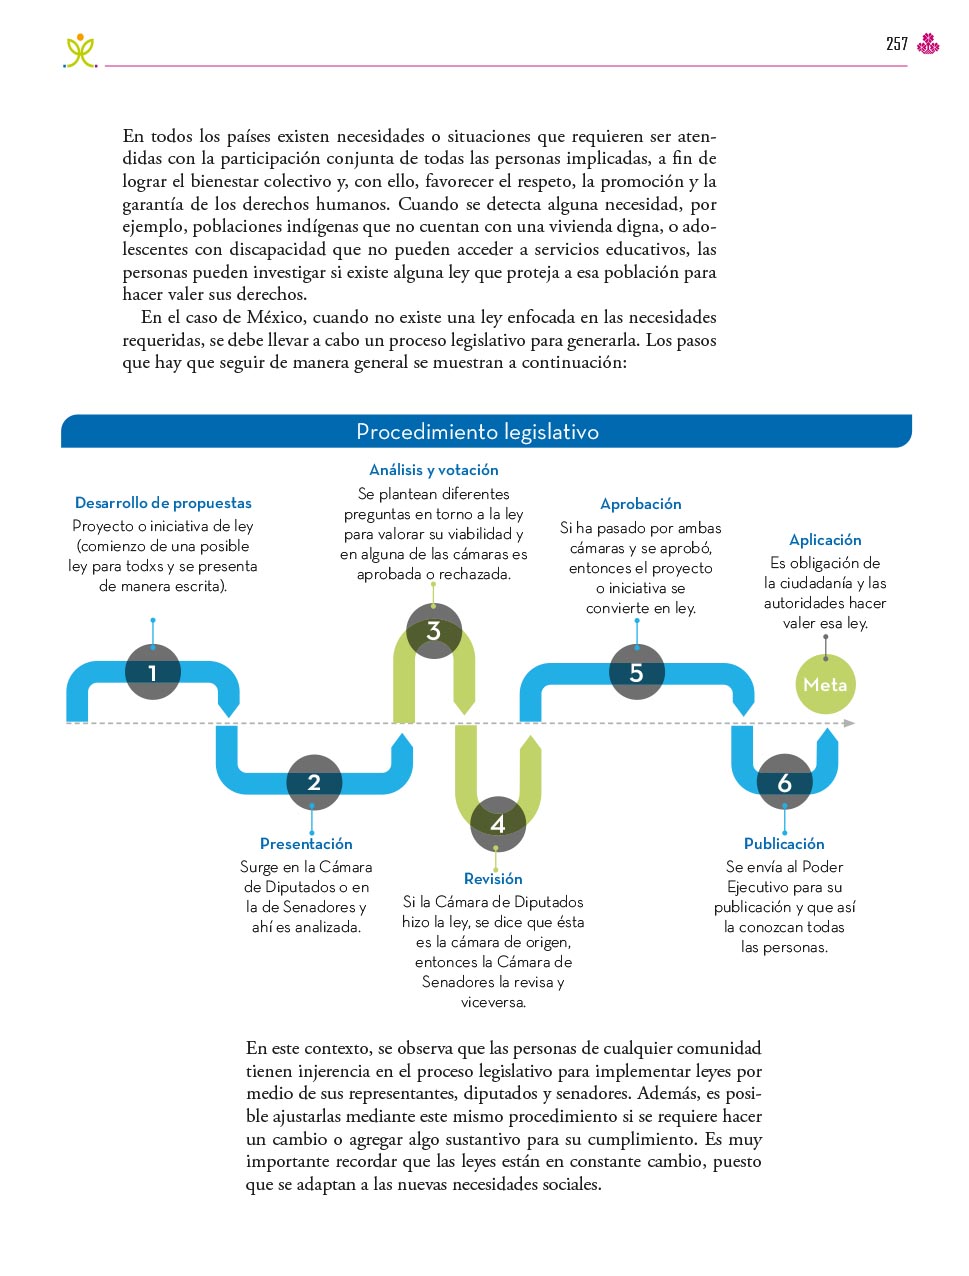 257
En todos los países existen necesidades o situaciones que requieren ser aten-
didas con la participación conjunta de todas las personas implicadas, a fin de
lograr el bienestar colectivo y, con ello, favorecer el respeto, la promoción y la
garantía de los derechos humanos. Cuando se detecta alguna necesidad, por
ejemplo, poblaciones indígenas que no cuentan con una vivienda digna, o ado-
lescentes con discapacidad que no pueden acceder a servicios educativos, las
personas pueden investigar si existe alguna ley que proteja a esa población para
hacer valer sus derechos.
En el caso de México, cuando no existe una ley enfocada en las necesidades
requeridas, se debe llevar a cabo un proceso legislativo para generarla. Los pasos
que hay que seguir de manera general se muestran a continuación:
Procedimiento legislativo
Desarrollo de propuestas
Proyecto o iniciativa de ley
(comienzo de una posible
ley para todxs y se presenta
de manera escrita).
1
2
Presentación
Surge en la Cámara
de Diputados o en
la de Senadores y
ahí es analizada.
Análisis y votación
Se plantean diferentes
preguntas en torno a la ley
para valorar su viabilidad y
en alguna de las cámaras es
aprobada o rechazada.
3
4
Revisión
Si la Cámara de Diputados
hizo la ley, se dice que ésta
es la cámara de origen,
entonces la Cámara de
Senadores la revisa y
viceversa.
Aprobación
Si ha pasado por ambas
cámaras y se aprobó,
entonces el proyecto
o iniciativa se
convierte en ley.
5
6
Publicación
Se envía al Poder
Ejecutivo para su
publicación y que así
la conozcan todas
las personas.
Aplicación
Es obligación de
la ciudadanía y las
autoridades hacer
valer esa ley.
Meta
En este contexto, se observa que las personas de cualquier comunidad
tienen injerencia en el proceso legislativo para implementar leyes por
medio de sus representantes, diputados y senadores. Además, es posi-
ble ajustarlas mediante este mismo procedimiento si se requiere hacer
un cambio o agregar algo sustantivo para su cumplimiento. Es muy
importante recordar que las leyes están en constante cambio, puesto
que se adaptan a las nuevas necesidades sociales.